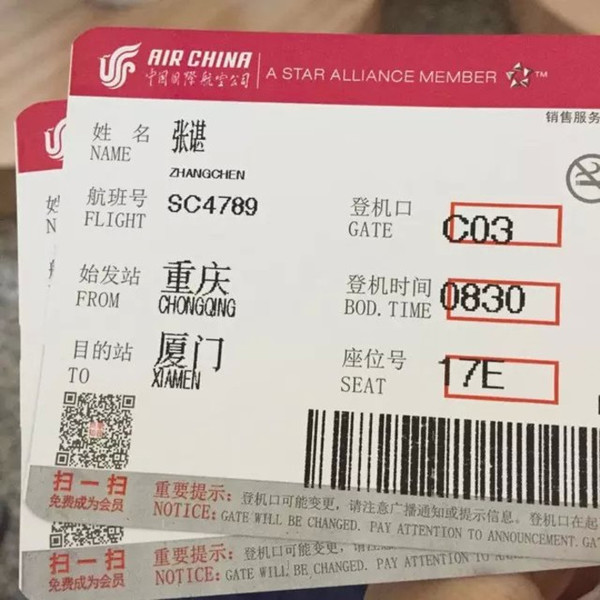 AIR CHINA
中国国际航空公司
A STAR ALLIANCE MEMBER ™
销售服务
姓 名 张谌
NAME
ZHANGCHEN
航班号 SC4789
FLIGHT
登机口 C03
GATE
始发站 重庆
FROM CHONGQING
登机时间 0830
BOD. TIME
目的站 厦门
TO XIAMEN
座位号 17E
SEAT
扫一扫
免费成为会员
重要提示: 登机口可能变更, 请注意广播通知或提示信息。登机口在起
NOTICE: GATE WILL BE CHANGED. PAY ATTENTION TO ANNOUNCEMENT. GA
扫一扫
免费成为会员
重要提示: 登机口可能变更, 请
NOTICE: GATE WILL BE CHANGED. PAY ATTENTION TO